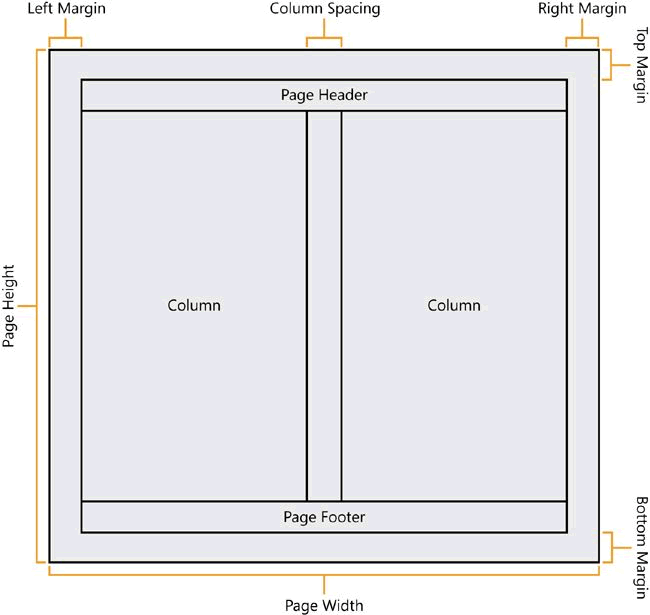 Left Margin
Column Spacing
Right Margin
Top Margin
Page Header
Page Height
Column
Column
Page Footer
Bottom Margin
Page Width